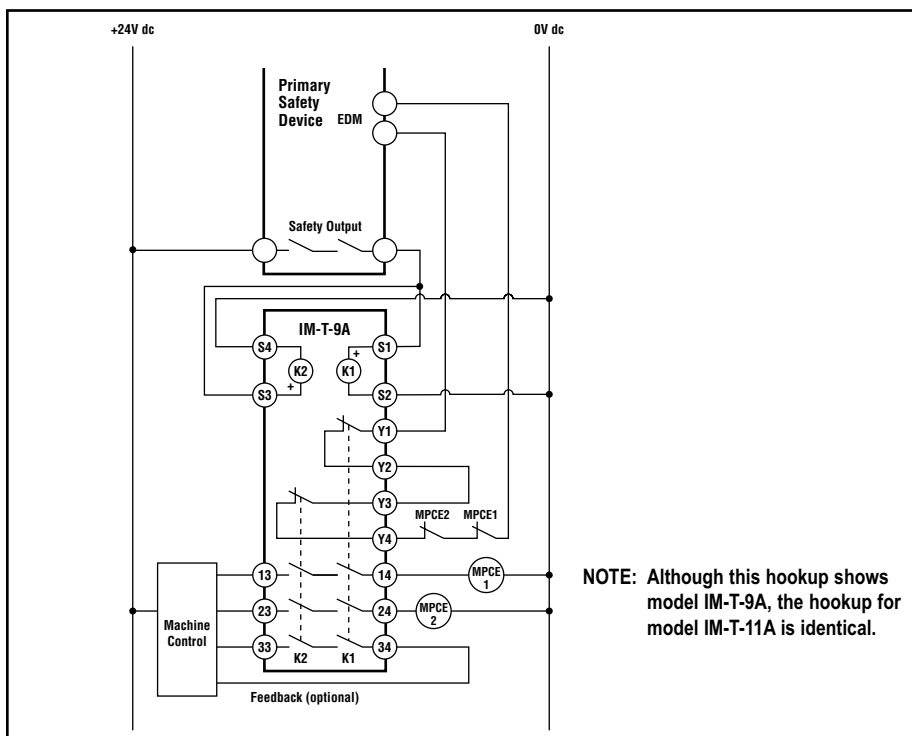 +24V dc
0V dc
Primary
Safety
Device
EDM
Safety Output
IM-T-9A
S4
S1
K2
K1
+
+
S3
S2
Y1
Y2
Y3
MPCE2
MPCE1
Y4
13
14
MPCE
1
23
24
MPCE
2
Machine
Control
33
K2
K1
34
Feedback (optional)
NOTE: Although this hookup shows
model IM-T-9A, the hookup for
model IM-T-11A is identical.